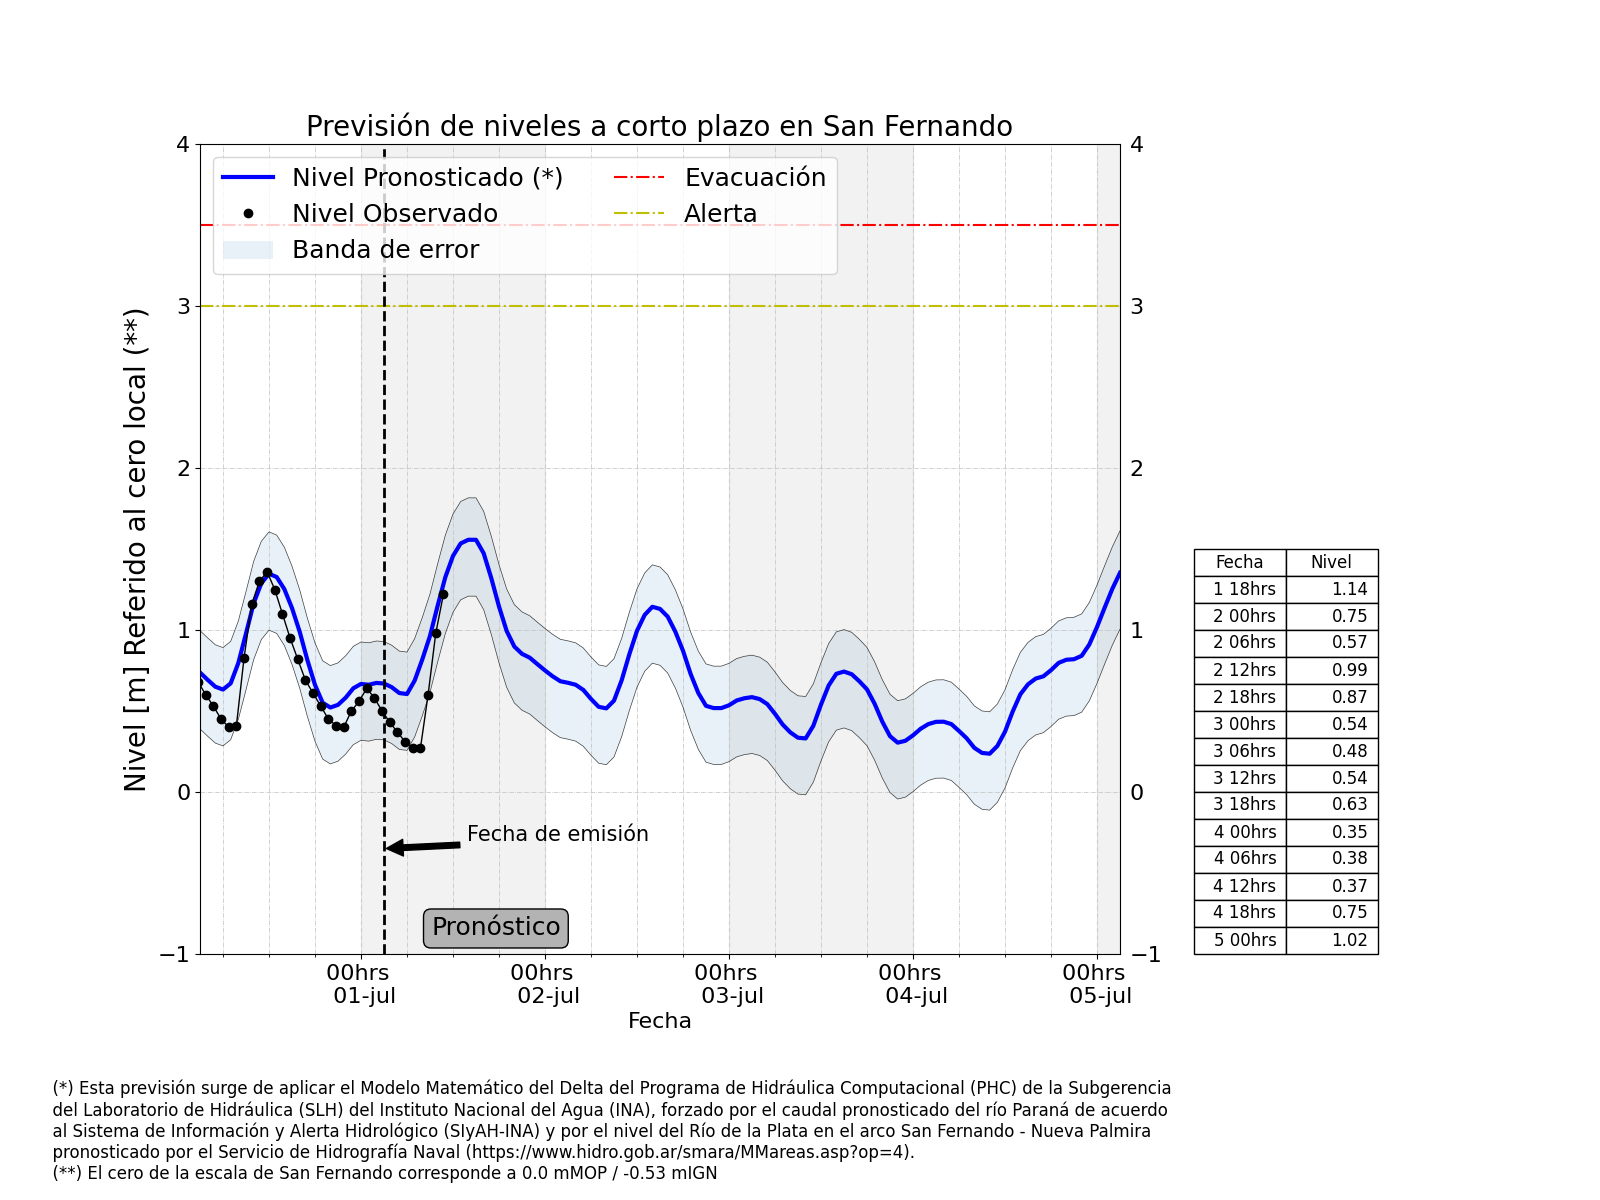 Previsión de niveles a corto plazo en San Fernando
Nivel Pronosticado (*)
Nivel Observado
Banda de error
Evacuación
Alerta
Nivel [m] Referido al cero local (**)
4
3
2
1
0
−1
4
3
2
1
0
−1
Fecha de emisión
Pronóstico
00hrs
01-jul
00hrs
02-jul
00hrs
03-jul
00hrs
04-jul
00hrs
05-jul
Fecha
Fecha Nivel
1 18hrs 1.14
2 00hrs 0.75
2 06hrs 0.57
2 12hrs 0.99
2 18hrs 0.87
3 00hrs 0.54
3 06hrs 0.48
3 12hrs 0.54
3 18hrs 0.63
4 00hrs 0.35
4 06hrs 0.38
4 12hrs 0.37
4 18hrs 0.75
5 00hrs 1.02
(*) Esta previsión surge de aplicar el Modelo Matemático del Delta del Programa de Hidráulica Computacional (PHC) de la Subgerencia
del Laboratorio de Hidráulica (SLH) del Instituto Nacional del Agua (INA), forzado por el caudal pronosticado del río Paraná de acuerdo
al Sistema de Información y Alerta Hidrológico (SIyAH-INA) y por el nivel del Río de la Plata en el arco San Fernando - Nueva Palmira
pronosticado por el Servicio de Hidrografía Naval (https://www.hidro.gob.ar/smara/MMareas.asp?op=4).
(**) El cero de la escala de San Fernando corresponde a 0.0 mMOP / -0.53 mIGN